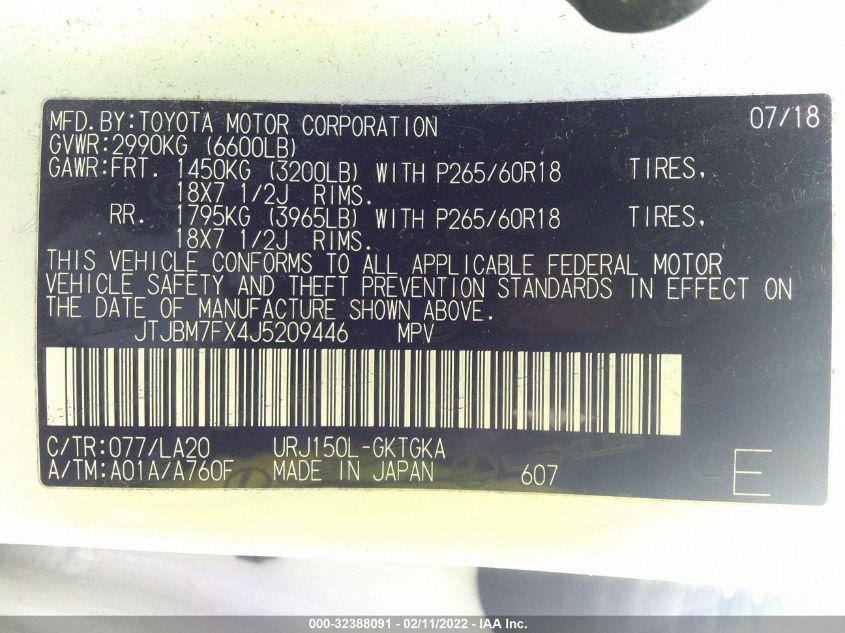 MFD.BY:TOYOTA MOTOR CORPORATION 07/18
GVWR:2990KG (6600LB)
GAWR:FRT. 1450KG (3200LB) WITH P265/60R18 TIRES,
18X7 1/2J RIMS.
RR. 1795KG (3965LB) WITH P265/60R18 TIRES,
18X7 1/2J RIMS.
THIS VEHICLE CONFORMS TO ALL APPLICABLE FEDERAL MOTOR
VEHICLE SAFETY AND THEFT PREVENTION STANDARDS IN EFFECT ON
THE DATE OF MANUFACTURE SHOWN ABOVE.
JTJBM7FX4J5209446 MPV
C/TR:077/LA20 URJ150L-GKTGKA
A/TM:A01A/A760F MADE IN JAPAN 607 E
LEXUS
000-32388091 - 02/11/2022 - IAA Inc.